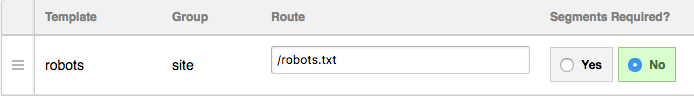 Template Group Route Segments Required?
robots site /robots.txt Yes No